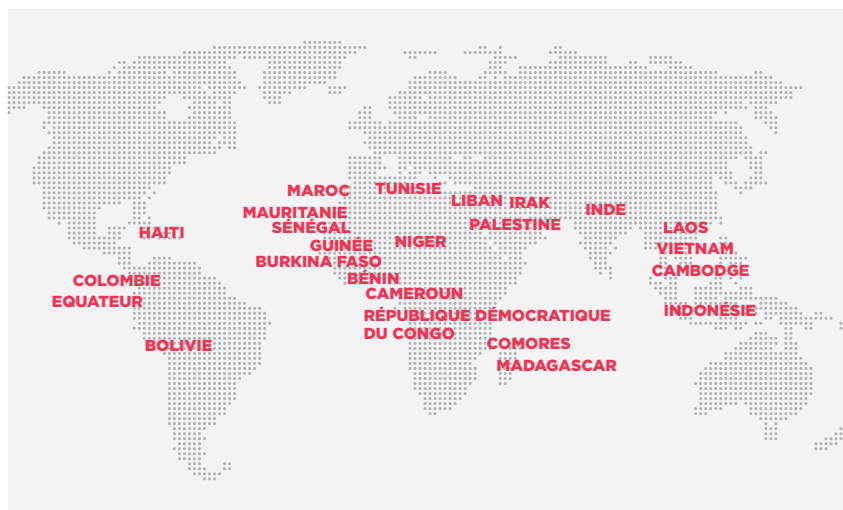 MAROC
TUNISIE
LIBAN
IRAK
INDE
MAURITANIE
PALESTINE
SÉNÉGAL
LAOS
HAITI
GUINÉE
NIGER
VIETNAM
BURKINA FASO
CAMBODGE
BÉNIN
COLOMBIE
CAMEROUN
EQUATEUR
INDONÉSIE
RÉPUBLIQUE DÉMOCRATIQUE
DU CONGO
BOLIVIE
COMORES
MADAGASCAR